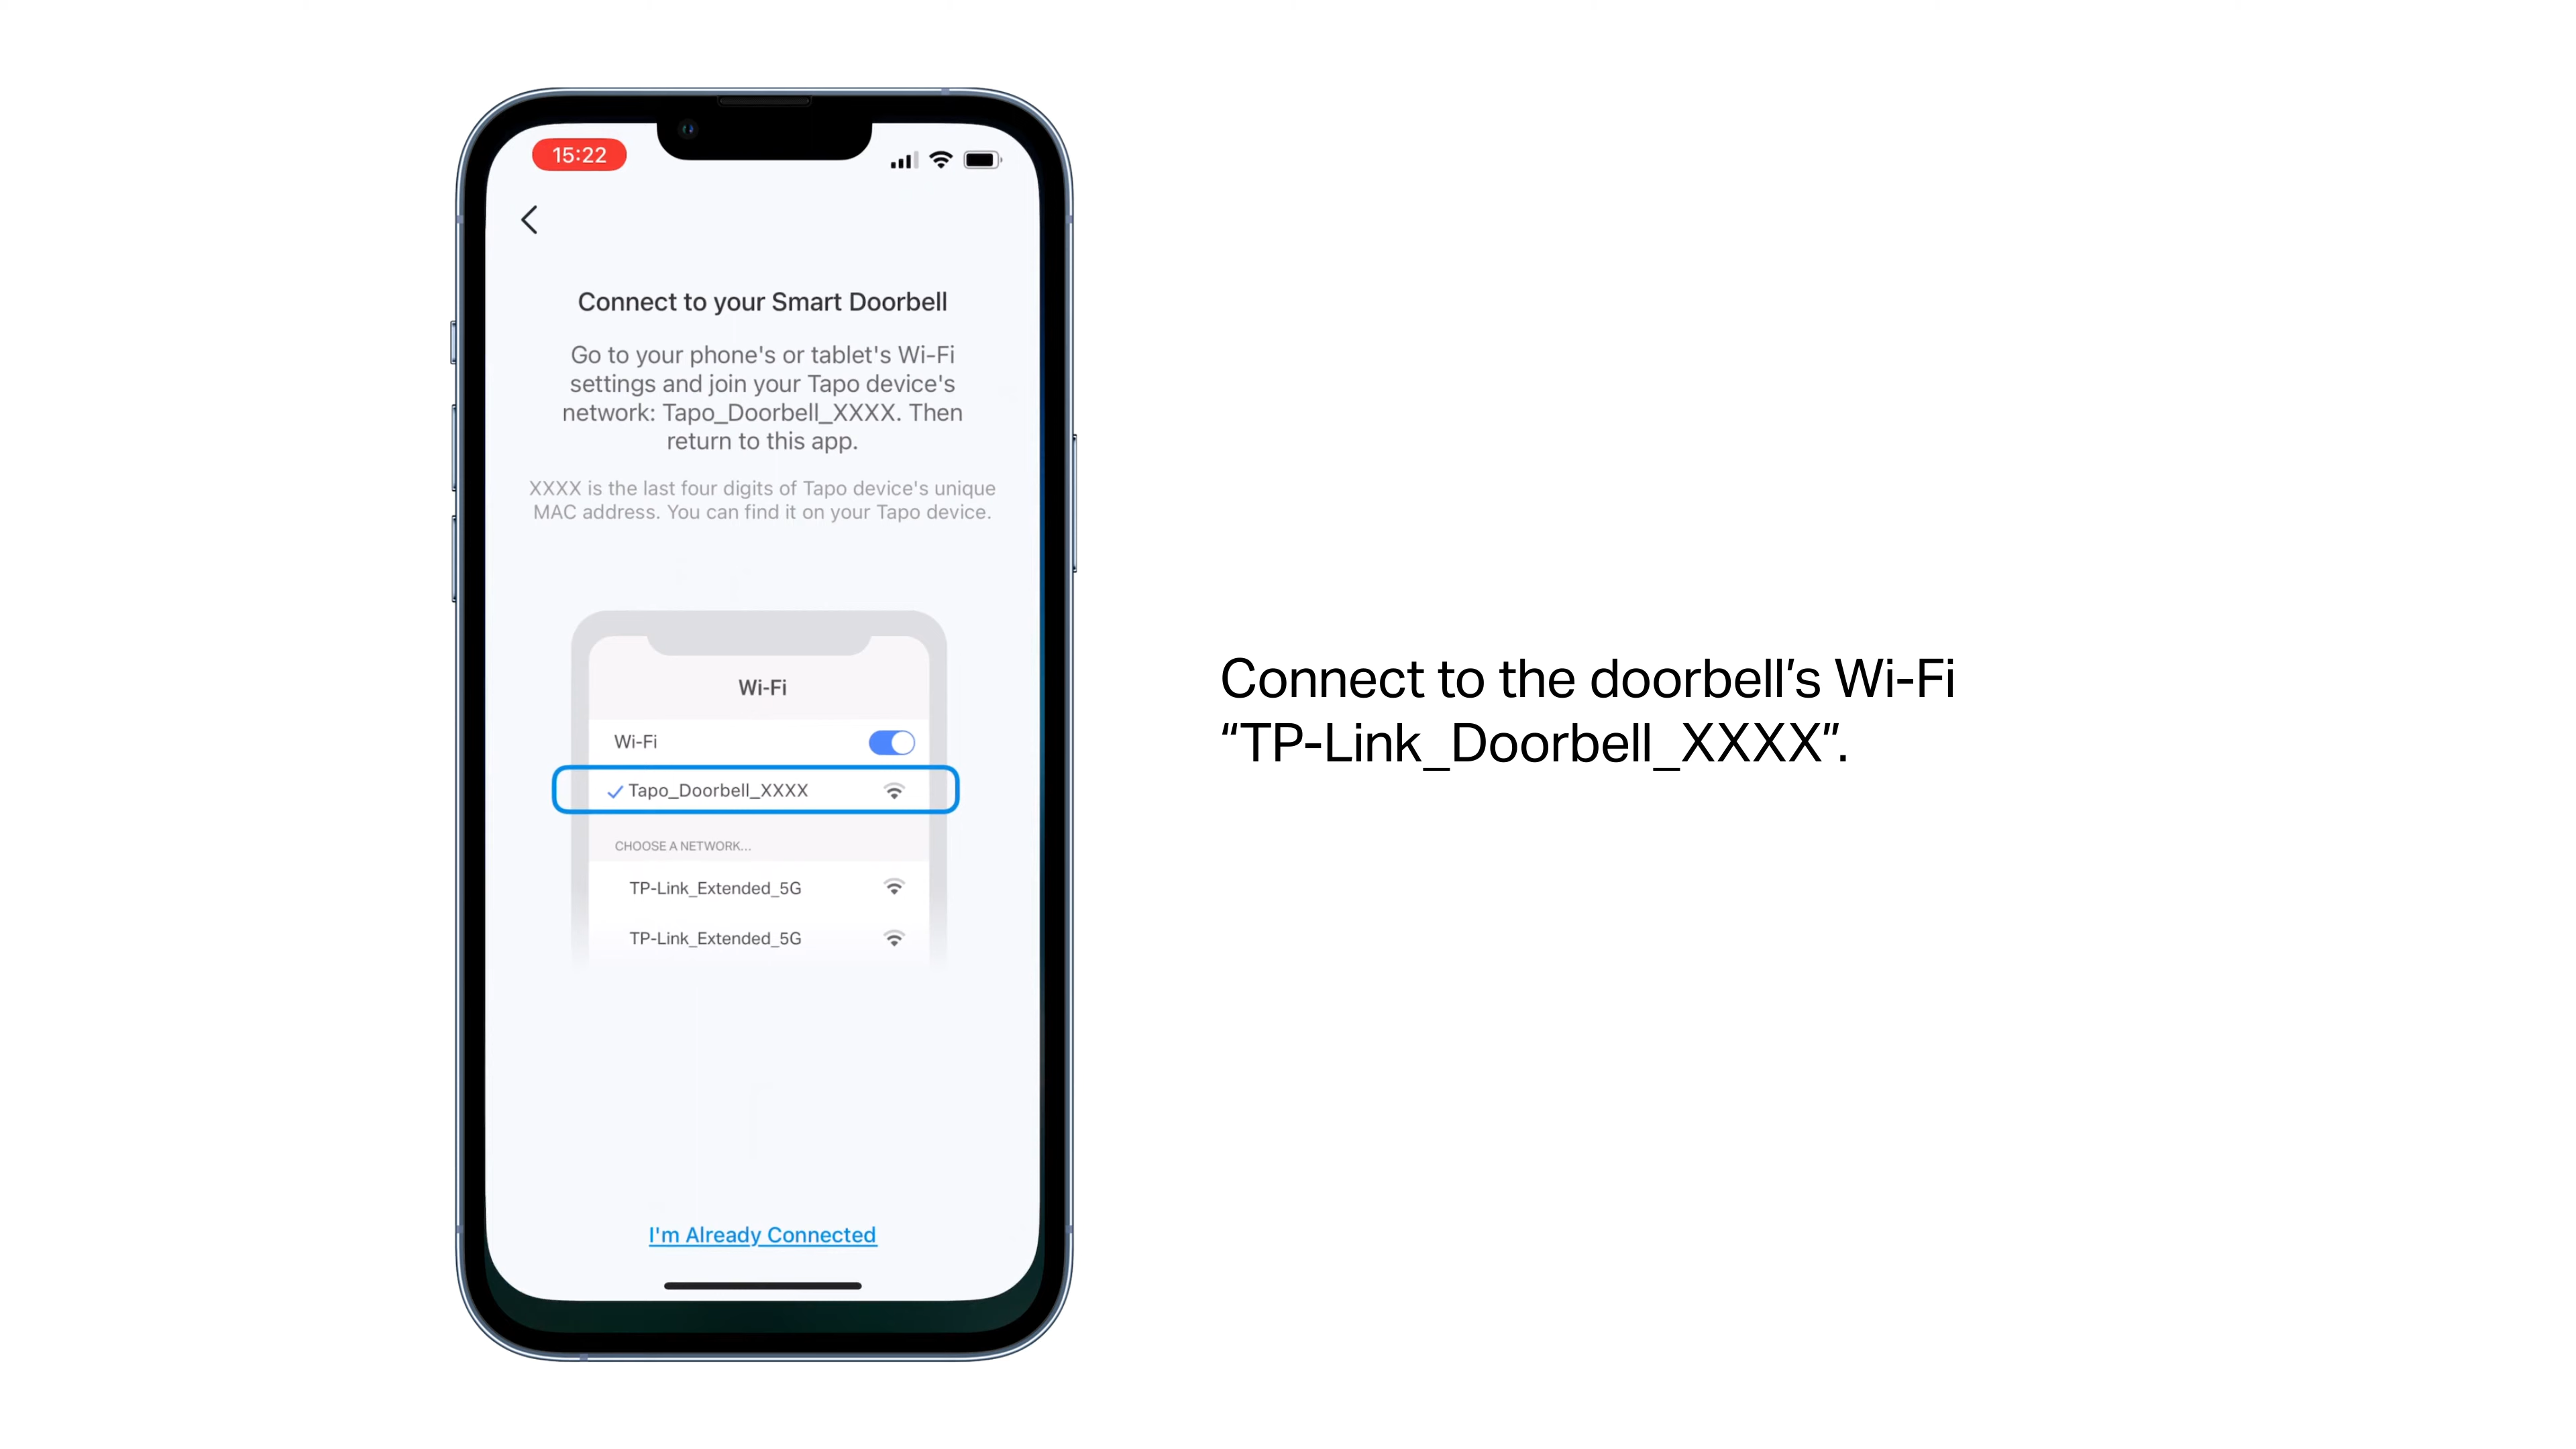 15:22
Connect to your Smart Doorbell
Go to your phone's or tablet's Wi-Fi
settings and join your Tapo device's
network: Tapo_Doorbell_XXXX. Then
return to this app.
XXXX is the last four digits of Tapo device's unique
MAC address. You can find it on your Tapo device.
Wi-Fi
Wi-Fi
Tapo_Doorbell_XXXX
CHOOSE A NETWORK...
TP-Link_Extended_5G
TP-Link_Extended_5G
I'm Already Connected
Connect to the doorbell's Wi-Fi
“TP-Link_Doorbell_XXXX”.